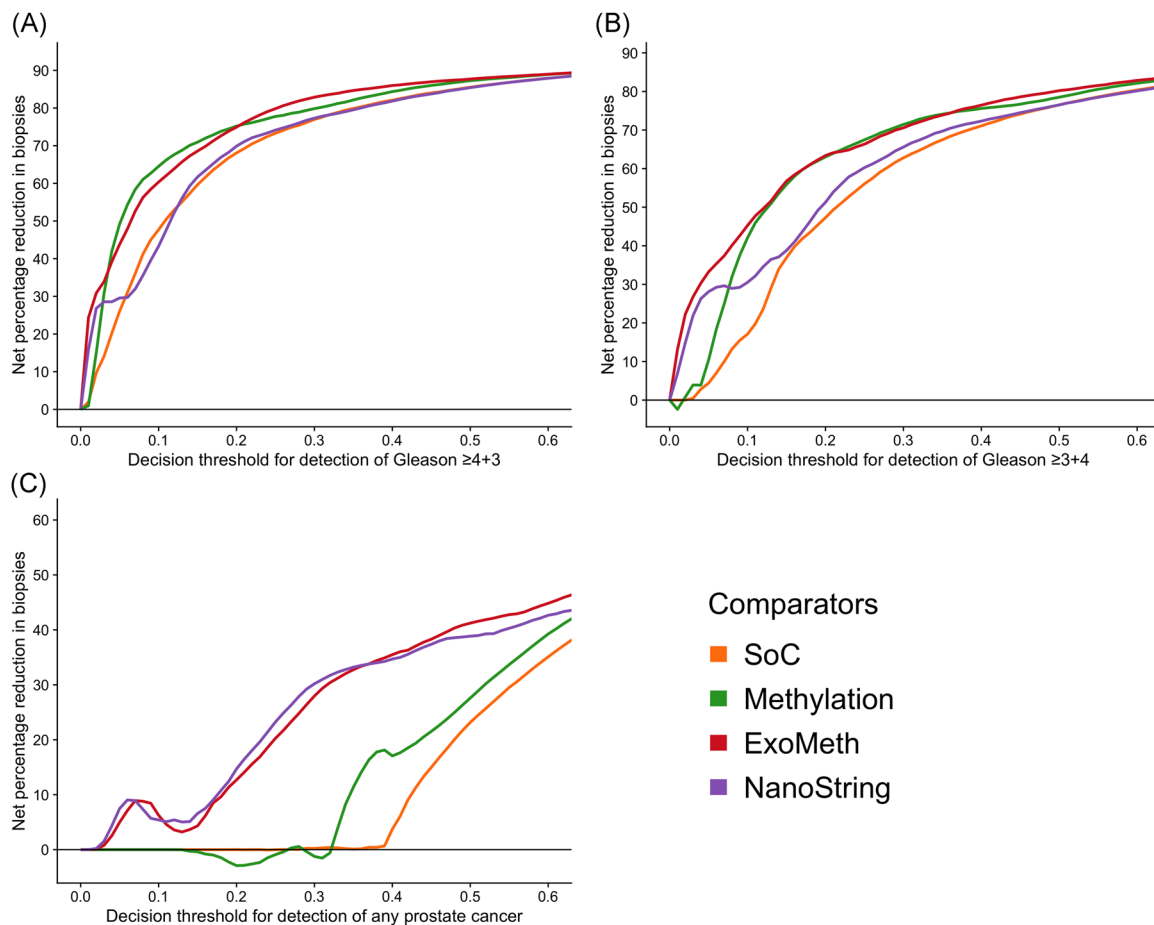 (A)
Net percentage reduction in biopsies
90
80
70
60
50
40
30
20
10
0
0.0 0.1 0.2 0.3 0.4 0.5 0.6
Decision threshold for detection of Gleason ≥4+3
(B)
Net percentage reduction in biopsies
90
80
70
60
50
40
30
20
10
0
0.0 0.1 0.2 0.3 0.4 0.5 0.6
Decision threshold for detection of Gleason ≥3+4
(C)
Net percentage reduction in biopsies
60
50
40
30
20
10
0
0.0 0.1 0.2 0.3 0.4 0.5 0.6
Decision threshold for detection of any prostate cancer
Comparators
SoC
Methylation
ExoMeth
NanoString